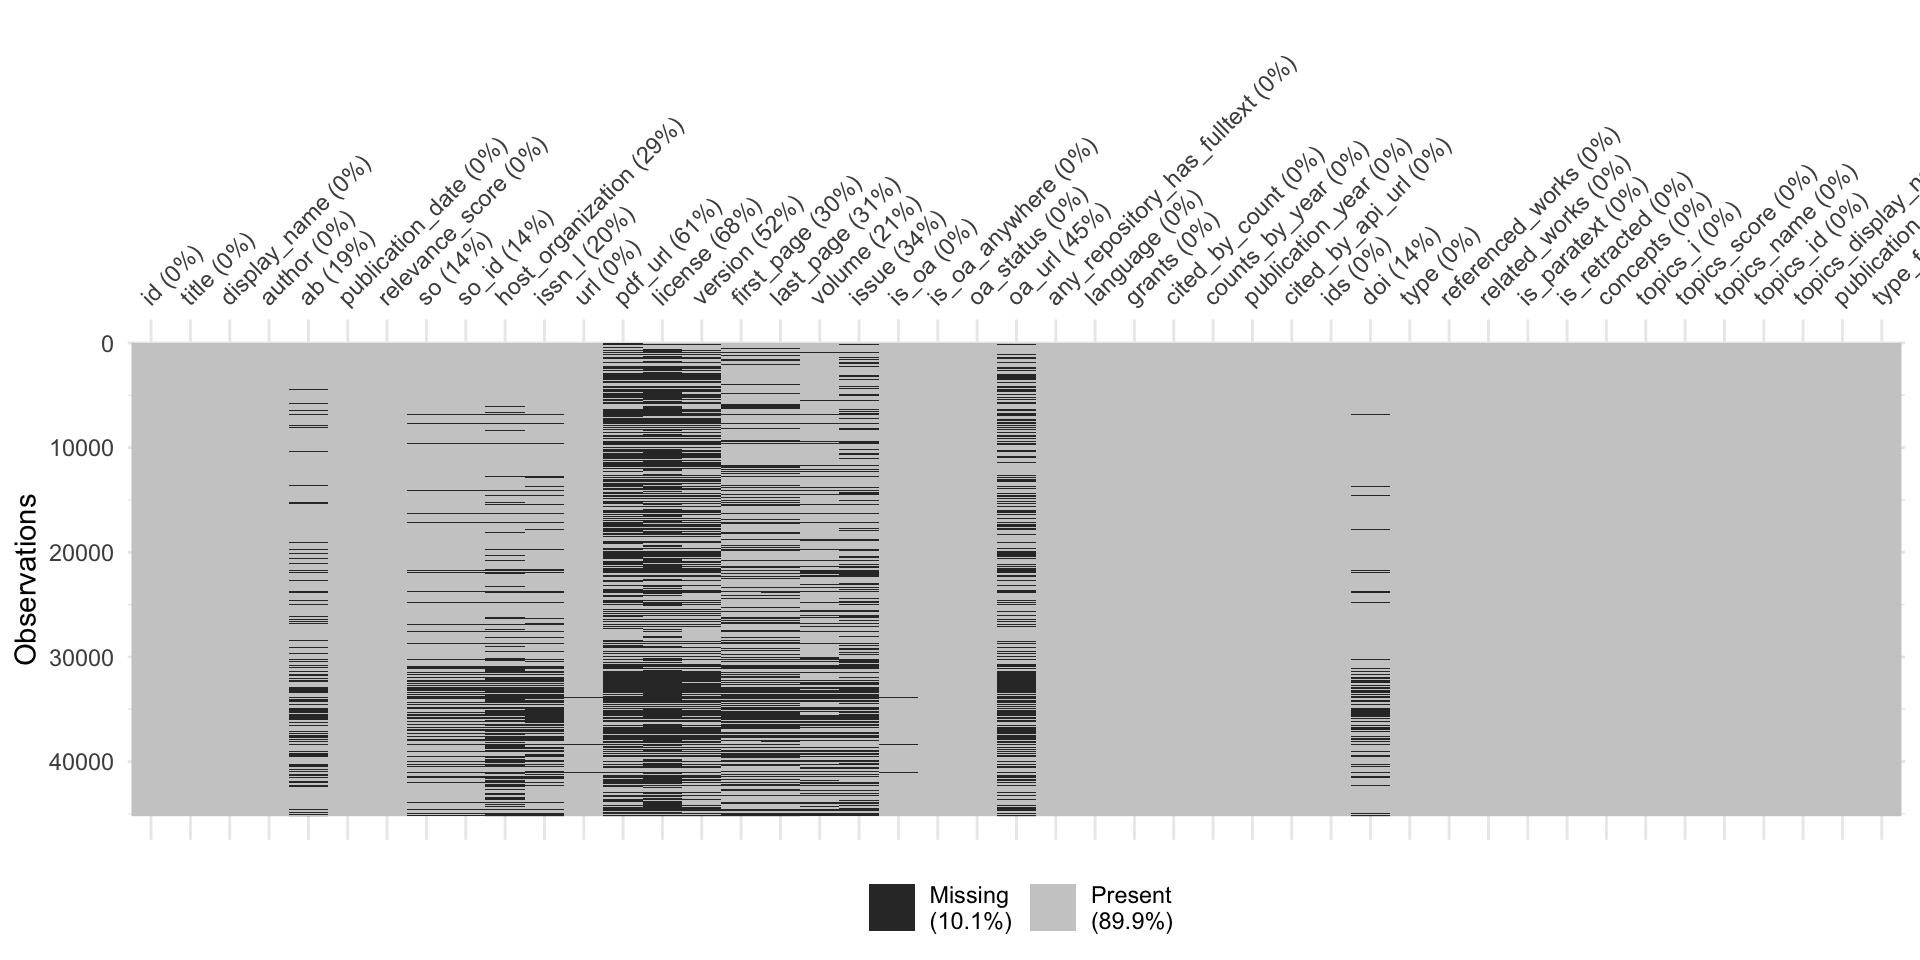 id (0%)
title (0%)
display_name (0%)
author (0%)
ab (19%)
publication_date (0%)
relevance_score (0%)
so (14%)
so_id (14%)
host_organization (29%)
issn_l (20%)
url (0%)
pdf_url (61%)
license (68%)
version (52%)
first_page (30%)
last_page (31%)
volume (21%)
issue (34%)
is_oa (0%)
is_oa_anywhere (0%)
oa_status (0%)
oa_url (45%)
any_repository_has_fulltext (0%)
language (0%)
grants (0%)
cited_by_count (0%)
counts_by_year (0%)
publication_year (0%)
cited_by_api_url (0%)
ids (0%)
doi (14%)
type (0%)
referenced_works (0%)
related_works (0%)
is_paratext (0%)
is_retracted (0%)
concepts (0%)
topics_i (0%)
topics_score (0%)
topics_name (0%)
topics_id (0%)
topics_display_n
publication
type_f
0
10000
20000
30000
40000
Observations
Missing
(10.1%)
Present
(89.9%)